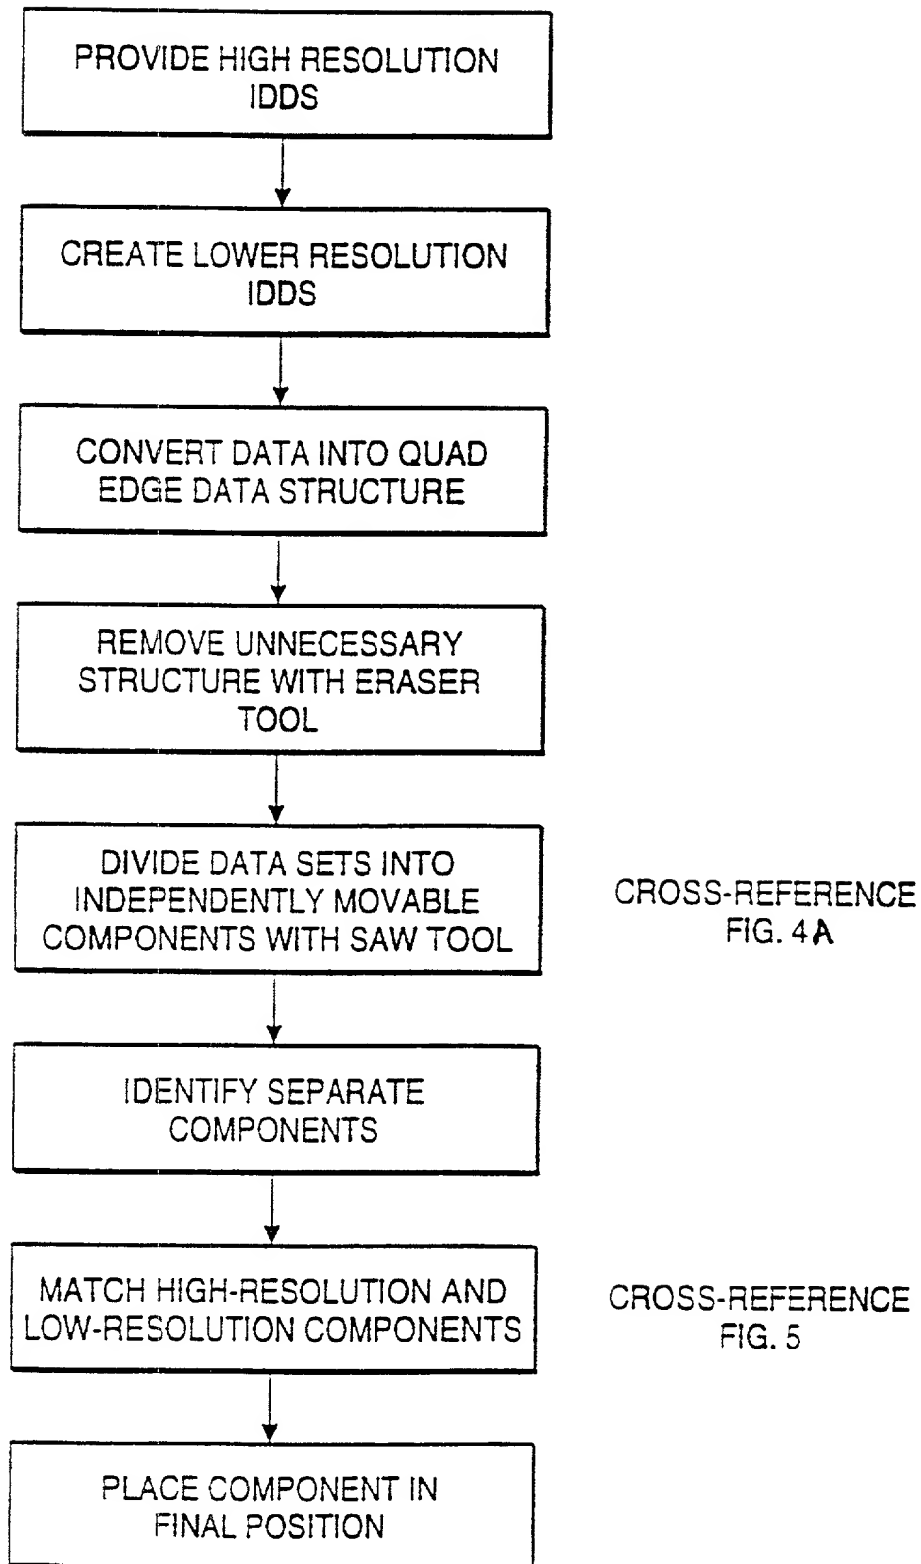 PROVIDE HIGH RESOLUTION
IDDS
CREATE LOWER RESOLUTION
IDDS
CONVERT DATA INTO QUAD
EDGE DATA STRUCTURE
REMOVE UNNECESSARY
STRUCTURE WITH ERASER
TOOL
DIVIDE DATA SETS INTO
INDEPENDENTLY MOVABLE
COMPONENTS WITH SAW TOOL
CROSS-REFERENCE
FIG. 4A
IDENTIFY SEPARATE
COMPONENTS
MATCH HIGH-RESOLUTION AND
LOW-RESOLUTION COMPONENTS
CROSS-REFERENCE
FIG. 5
PLACE COMPONENT IN
FINAL POSITION